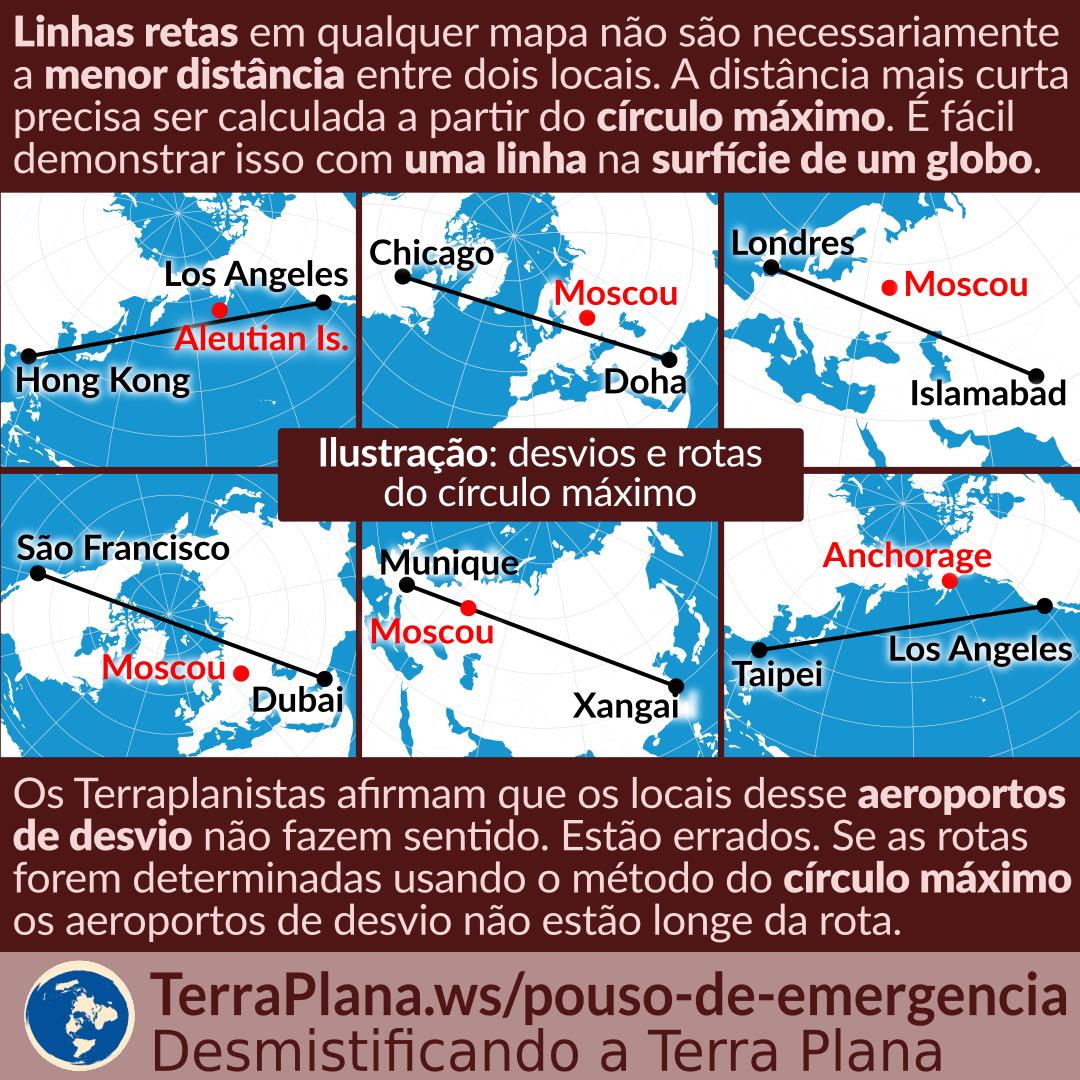 Linhas retas em qualquer mapa não são necessariamente
a menor distância entre dois locais. A distância mais curta
precisa ser calculada a partir do círculo máximo. É fácil
demonstrar isso com uma linha na surfície de um globo.
Los Angeles
Aleutian Is.
Hong Kong
Chicago
Moscou
Doha
Londres
Moscou
Islamabad
Ilustração: desvios e rotas
do círculo máximo
São Francisco
Moscou
Dubai
Munique
Moscou
Xangai
Anchorage
Los Angeles
Taipei
Os Terraplanistas afirmam que os locais desse aeroportos
de desvio não fazem sentido. Estão errados. Se as rotas
forem determinadas usando o método do círculo máximo
os aeroportos de desvio não estão longe da rota.
TerraPlana.ws/pouso-de-emergencia
Desmistificando a Terra Plana